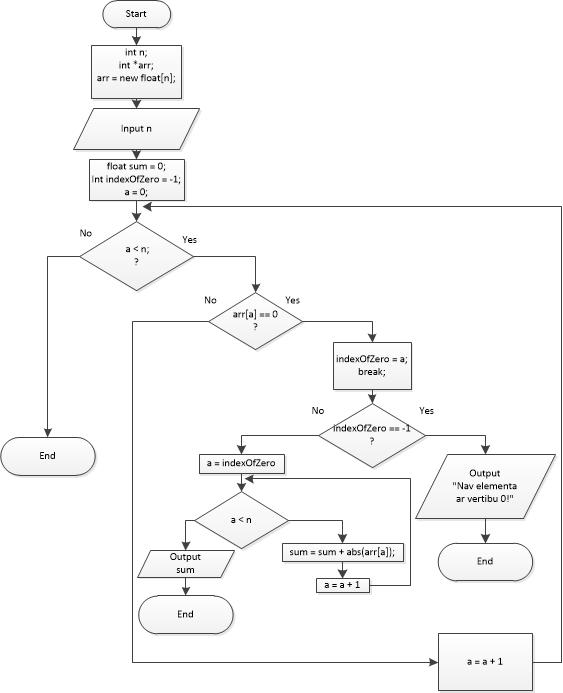 Start
int n;
int *arr;
arr = new float[n];
Input n
float sum = 0;
Int indexOfZero = -1;
a = 0;
No
Yes
a < n;
?
No
Yes
arr[a] == 0
?
indexOfZero = a;
break;
No
Yes
indexOfZero == -1
?
End
a = indexOfZero
Output
"Nav elementa
ar vertibu 0!"
a < n
Output
sum
sum = sum + abs(arr[a]);
a = a + 1
End
End
a = a + 1